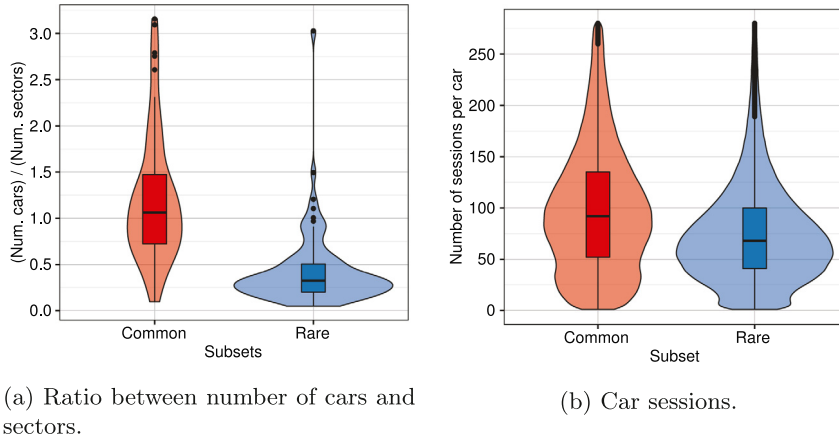 (Num. cars) / (Num. sectors)
3.0
2.5
2.0
1.5
1.0
0.5
0.0
Common Rare
Subsets
(a) Ratio between number of cars and
sectors.
Number of sessions per car
250
200
150
100
50
0
Common Rare
Subset
(b) Car sessions.